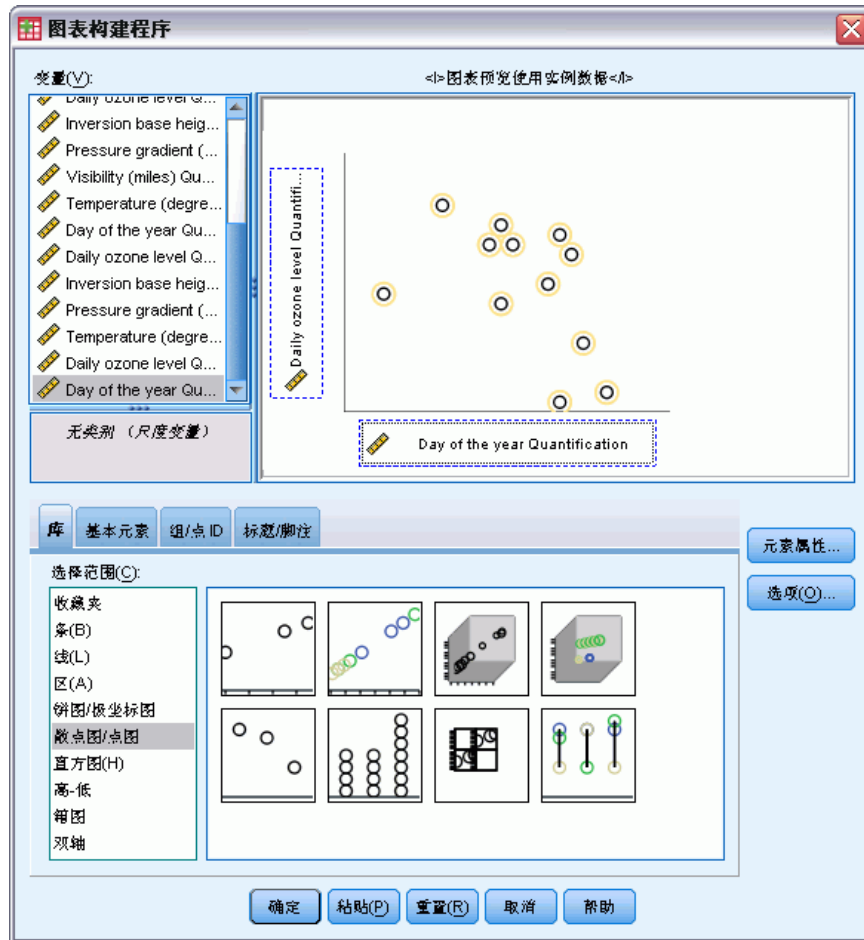 图表构建程序
变量(V):
<I>图表预览使用实例数据</I>
Daily ozone level Q...
Inversion base heig...
Pressure gradient (...
Visibility (miles) Qu...
Temperature (degre...
Day of the year Qu...
Daily ozone level Q...
Inversion base heig...
Pressure gradient (...
Temperature (degre...
Daily ozone level Q...
Day of the year Qu...
无类别 （尺度变量）
Daily ozone level Quantifi...
Day of the year Quantification
库
基本元素
组/点 ID
标题/脚注
元素属性...
选项(O)...
选择范围(C):
收藏夹
条(B)
线(L)
区(A)
饼图/极坐标图
散点图/点图
直方图(H)
高-低
箱图
双轴
确定
粘贴(P)
重置(R)
取消
帮助